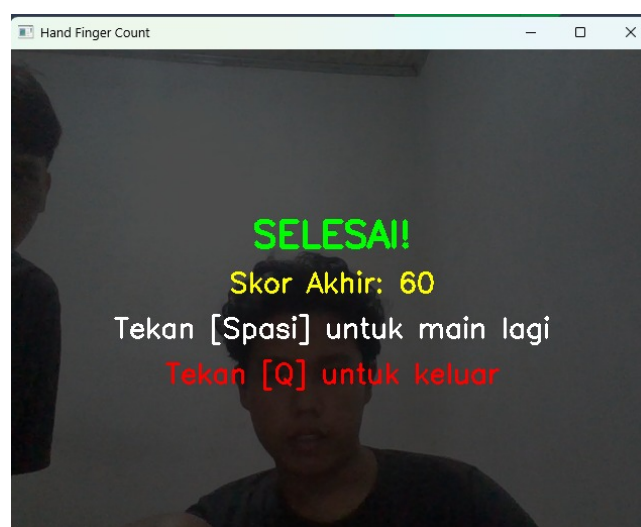 Hand Finger Count
SELESAI!
Skor Akhir: 60
Tekan [Spasi] untuk main lagi
Tekan [Q] untuk keluar